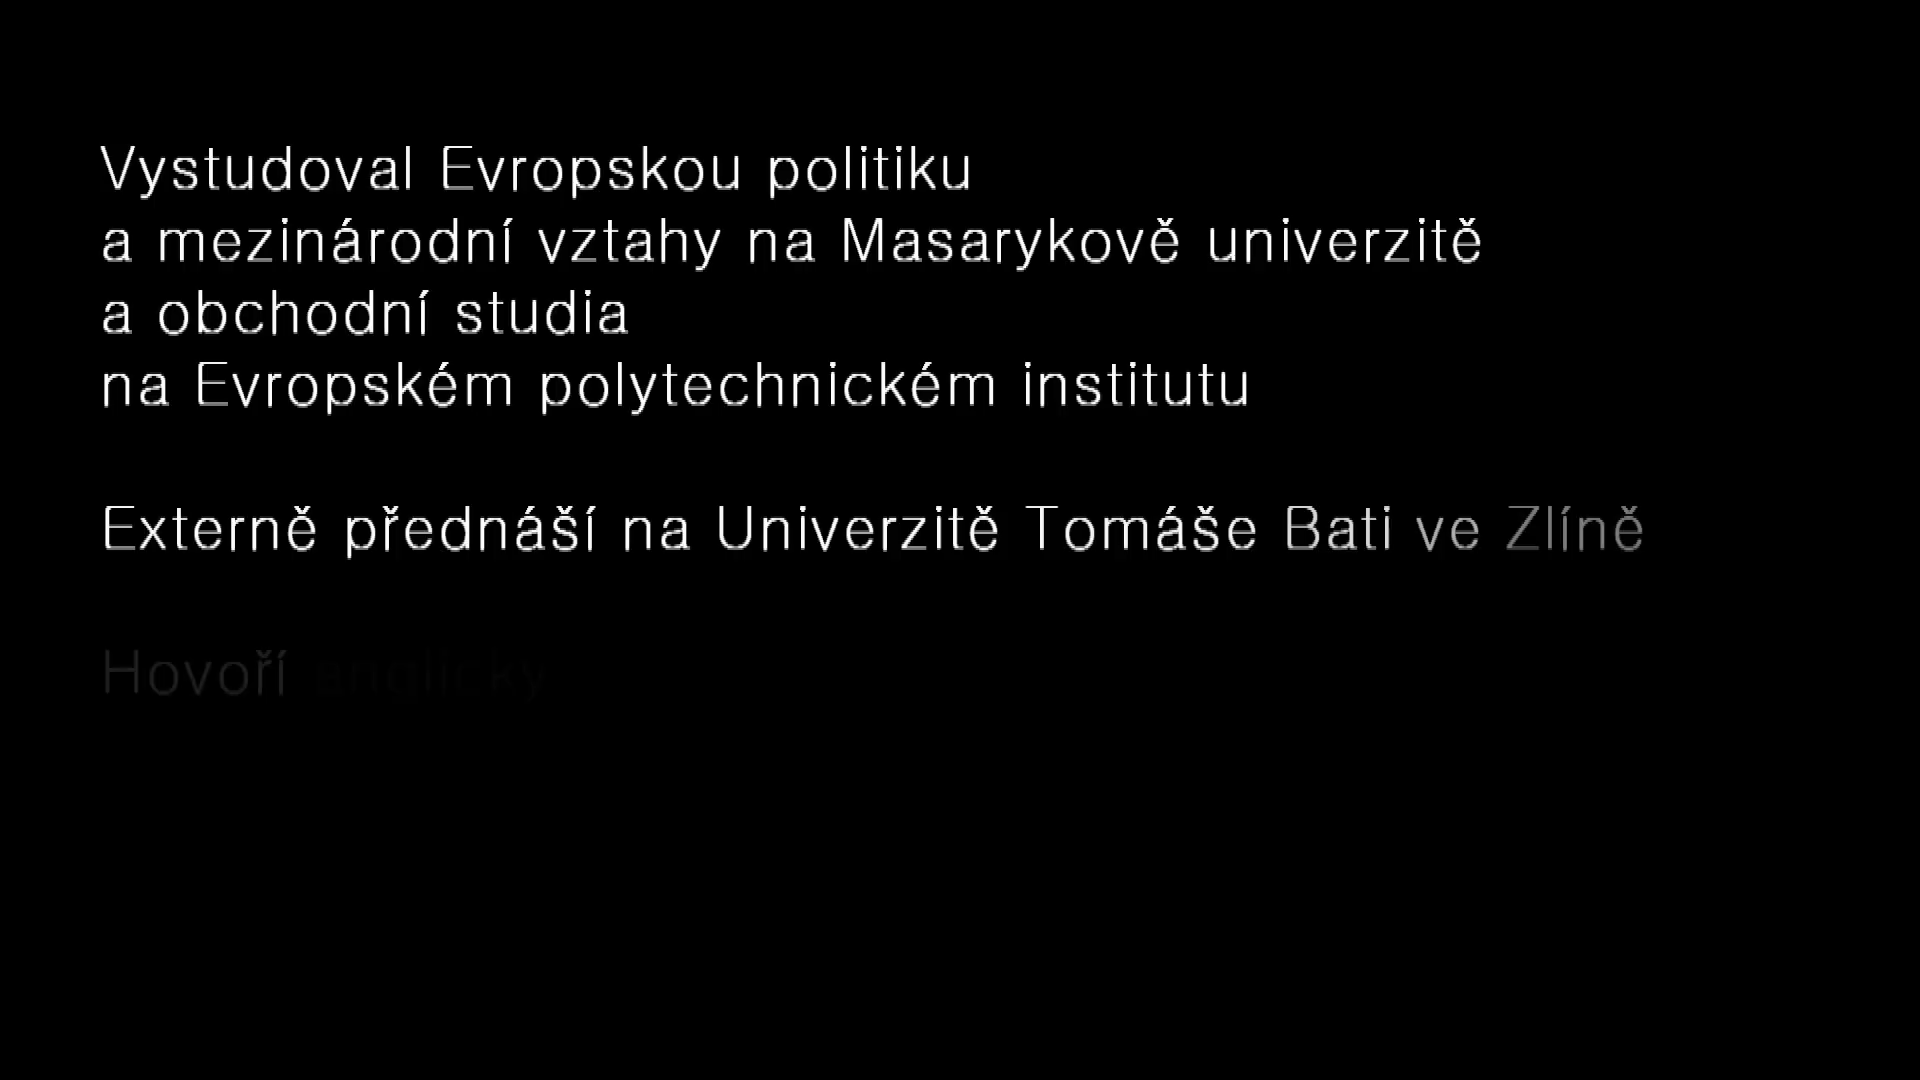 Vystudoval Evropskou politiku
a mezinárodní vztahy na Masarykově univerzitě
a obchodní studia
na Evropském polytechnickém institutu
Externě přednáší na Univerzitě Tomáše Bati ve Zlíně
Hovoří anglicky